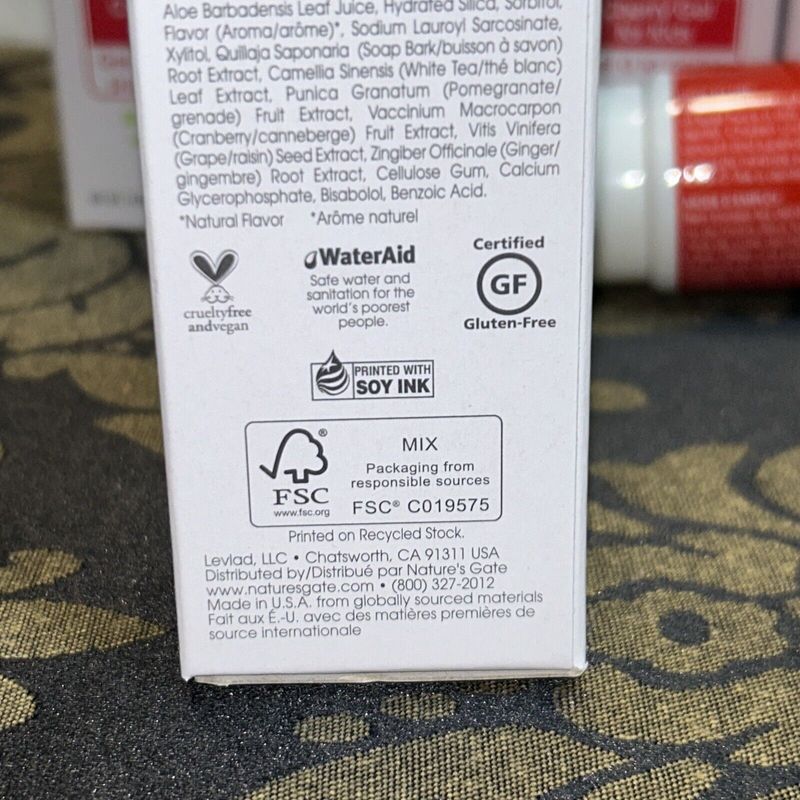 Aloe Barbadensis Leaf Juice, Hydrated Silica, Sorbitol,
Flavor (Aroma/arôme)*, Sodium Lauroyl Sarcosinate,
Xylitol, Quillaja Saponaria (Soap Bark/buisson à savon)
Root Extract, Camellia Sinensis (White Tea/thé blanc)
Leaf Extract, Punica Granatum (Pomegranate/
grenade) Fruit Extract, Vaccinium Macrocarpon
(Cranberry/canneberge) Fruit Extract, Vitis Vinifera
(Grape/raisin) Seed Extract, Zingiber Officinale (Ginger/
gingembre) Root Extract, Cellulose Gum, Calcium
Glycerophosphate, Bisabolol, Benzoic Acid.
*Natural Flavor *Arôme naturel
crueltyfree
andvegan
WaterAid
Safe water and
sanitation for the
world's poorest
people.
Certified
GF
Gluten-Free
PRINTED WITH
SOY INK
®
FSC
www.fsc.org
MIX
Packaging from
responsible sources
FSC® C019575
Printed on Recycled Stock.
Levlad, LLC • Chatsworth, CA 91311 USA
Distributed by/Distribué par Nature's Gate
www.naturesgate.com • (800) 327-2012
Made in U.S.A. from globally sourced materials
Fait aux É.-U. avec des matières premières de
source internationale